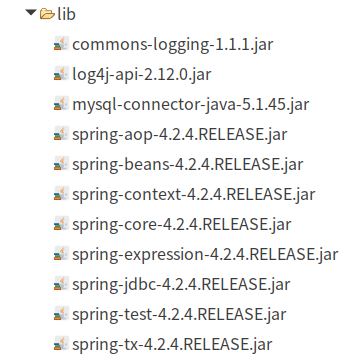 lib
commons-logging-1.1.1.jar
log4j-api-2.12.0.jar
mysql-connector-java-5.1.45.jar
spring-aop-4.2.4.RELEASE.jar
spring-beans-4.2.4.RELEASE.jar
spring-context-4.2.4.RELEASE.jar
spring-core-4.2.4.RELEASE.jar
spring-expression-4.2.4.RELEASE.jar
spring-jdbc-4.2.4.RELEASE.jar
spring-test-4.2.4.RELEASE.jar
spring-tx-4.2.4.RELEASE.jar